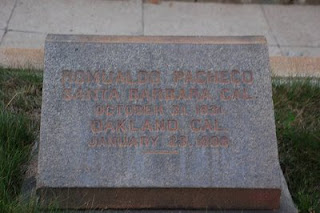 ROMUALDO PACHECO
SANTA BARBARA CAL.
OCTOBER 31, 1831
OAKLAND, CAL.
JANUARY 23, 1899